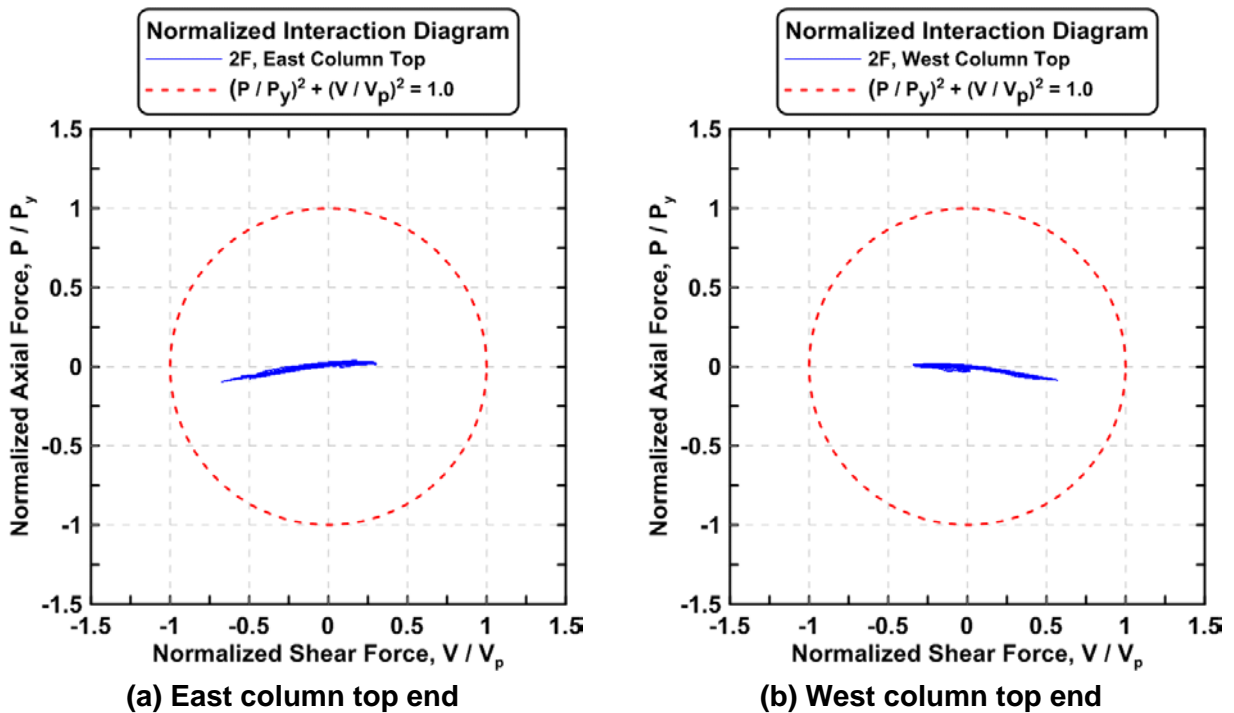 Normalized Interaction Diagram
2F, East Column Top
(P / Py)² + (V / Vp)² = 1.0
1.5
1
0.5
0
-0.5
-1
-1.5
Normalized Axial Force, P / Py
-1.5 -1 -0.5 0 0.5 1 1.5
Normalized Shear Force, V / Vp
(a) East column top end
Normalized Interaction Diagram
2F, West Column Top
(P / Py)² + (V / Vp)² = 1.0
1.5
1
0.5
0
-0.5
-1
-1.5
Normalized Axial Force, P / Py
-1.5 -1 -0.5 0 0.5 1 1.5
Normalized Shear Force, V / Vp
(b) West column top end